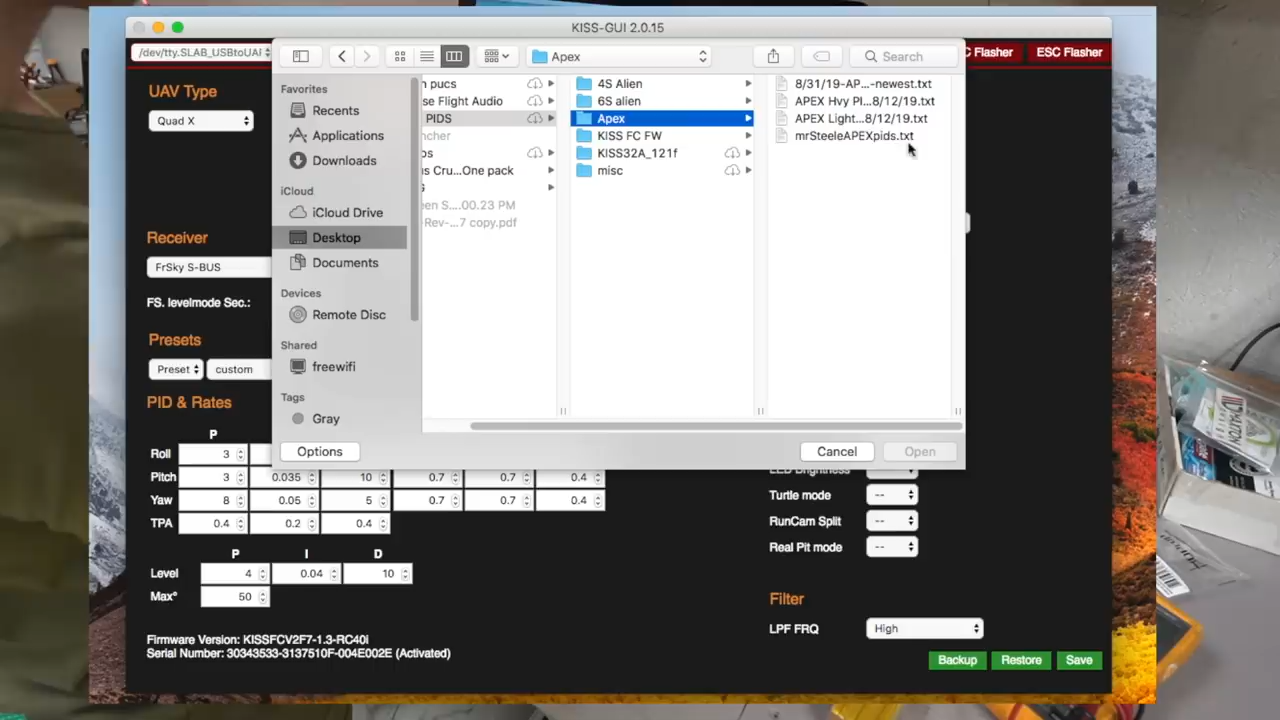 KISS-GUI 2.0.15
/dev/tty.SLAB_USBtoUAI
Apex
Search
C Flasher
ESC Flasher
UAV Type
Quad X
Receiver
FrSky S-BUS
FS. levelmode Sec.:
Presets
Preset
custom
PID & Rates
Favorites
Recents
Applications
Downloads
iCloud
iCloud Drive
Desktop
Documents
Devices
Remote Disc
Shared
freewifi
Tags
Gray
n pucs
se Flight Audio
PIDS
ncher
os
us Cru...One pack
G
een S....00.23 PM
-Rev-...7 copy.pdf
4S Alien
6S alien
Apex
KISS FC FW
KISS32A_121f
misc
8/31/19-AP...-newest.txt
APEX Hvy Pl...8/12/19.txt
APEX Light...8/12/19.txt
mrSteeleAPEXpids.txt
Options
Cancel
Open
P
Roll 3
Pitch 3 0.035 10 0.7 0.7 0.4
Yaw 8 0.05 5 0.7 0.7 0.4
TPA 0.4 0.2 0.4
P I D
Level 4 0.04 10
Max° 50
LED Brightness
Turtle mode --
RunCam Split --
Real Pit mode --
Filter
LPF FRQ High
Firmware Version: KISSFCV2F7-1.3-RC40i
Serial Number: 30343533-3137510F-004E002E (Activated)
Backup
Restore
Save